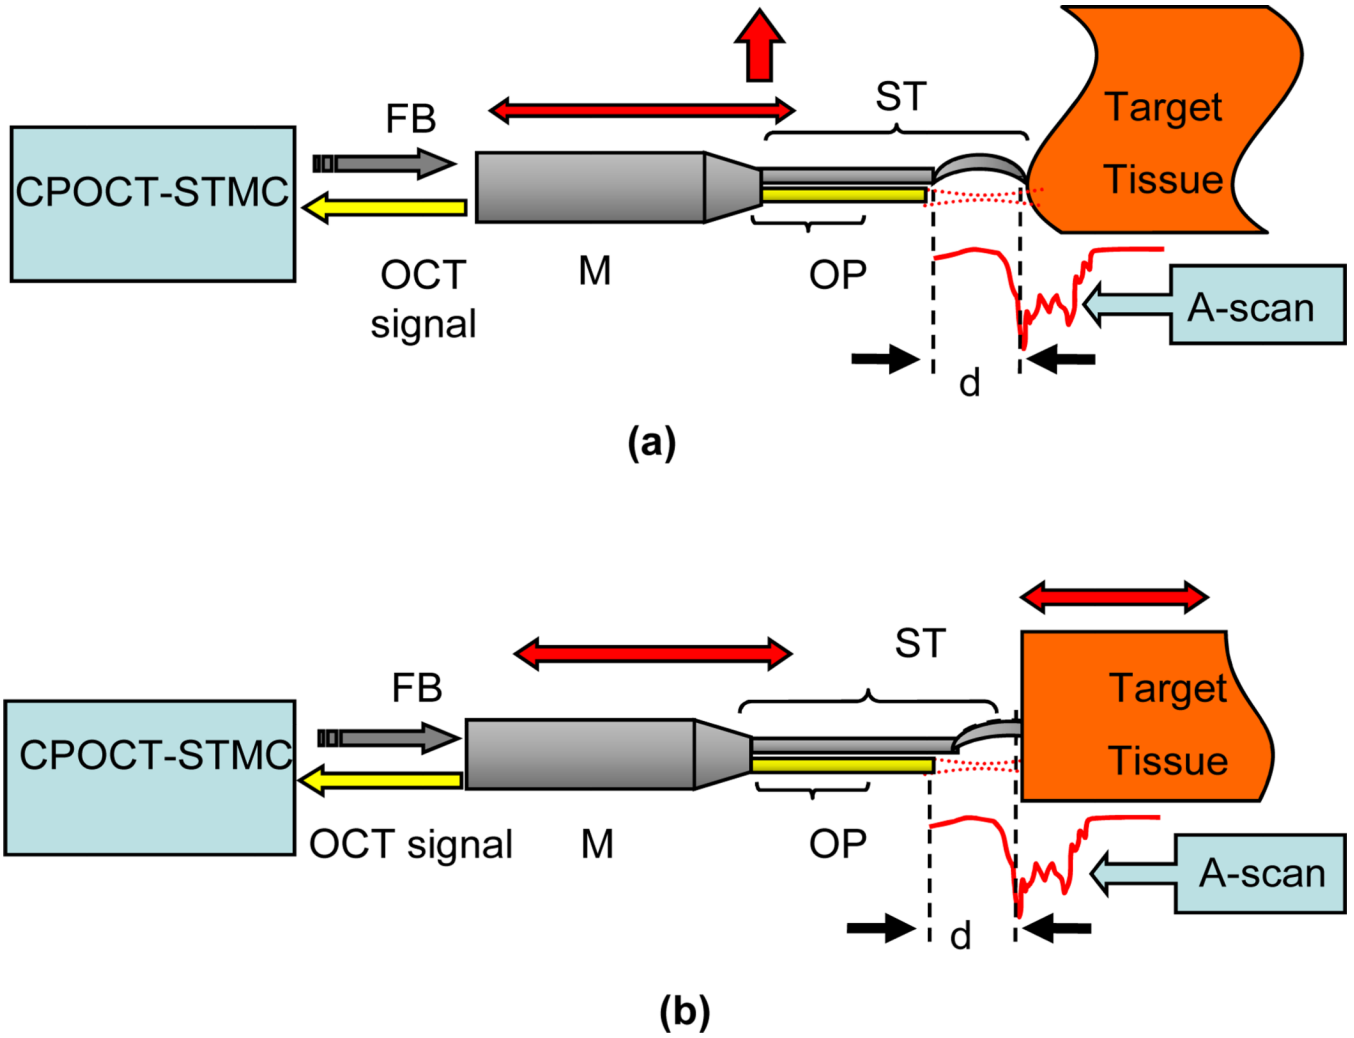 ST
FB
Target
Tissue
CPOCT-STMC
OCT
signal
M
OP
A-scan
d
(a)
ST
FB
Target
Tissue
CPOCT-STMC
OCT signal
M
OP
A-scan
d
(b)